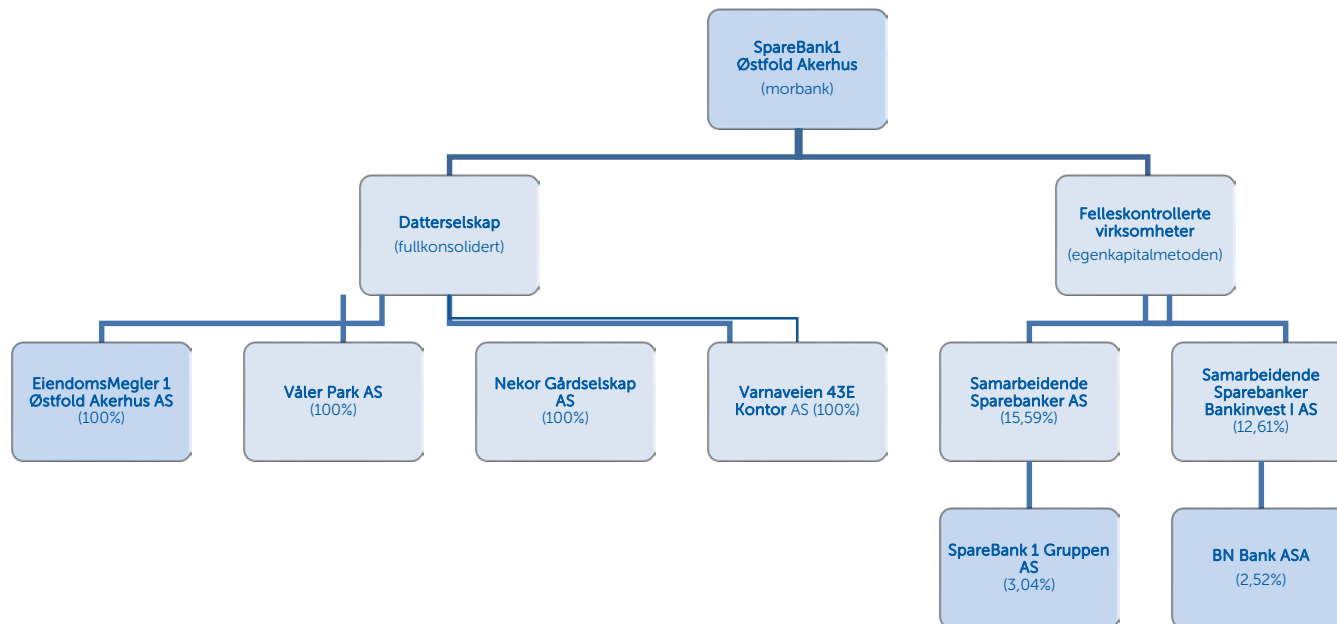 SpareBank1
Østfold Akerhus
(morbank)
Datterselskap
(fullkonsolidert)
Felleskontrollerte
virksomheter
(egenkapitalmetoden)
EiendomsMegler 1
Østfold Akerhus AS
(100%)
Våler Park AS
(100%)
Nekor Gårdselskap
AS
(100%)
Varnaveien 43E
Kontor AS (100%)
Samarbeidende
Sparebanker AS
(15,59%)
Samarbeidende
Sparebanker
Bankinvest I AS
(12,61%)
SpareBank 1 Gruppen
AS
(3,04%)
BN Bank ASA
(2,52%)